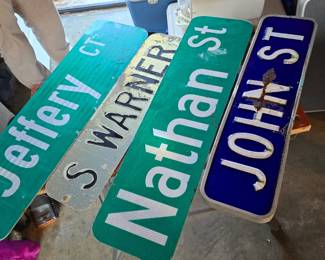 Jeffery CT
S WARNER
Nathan St
JOHN ST